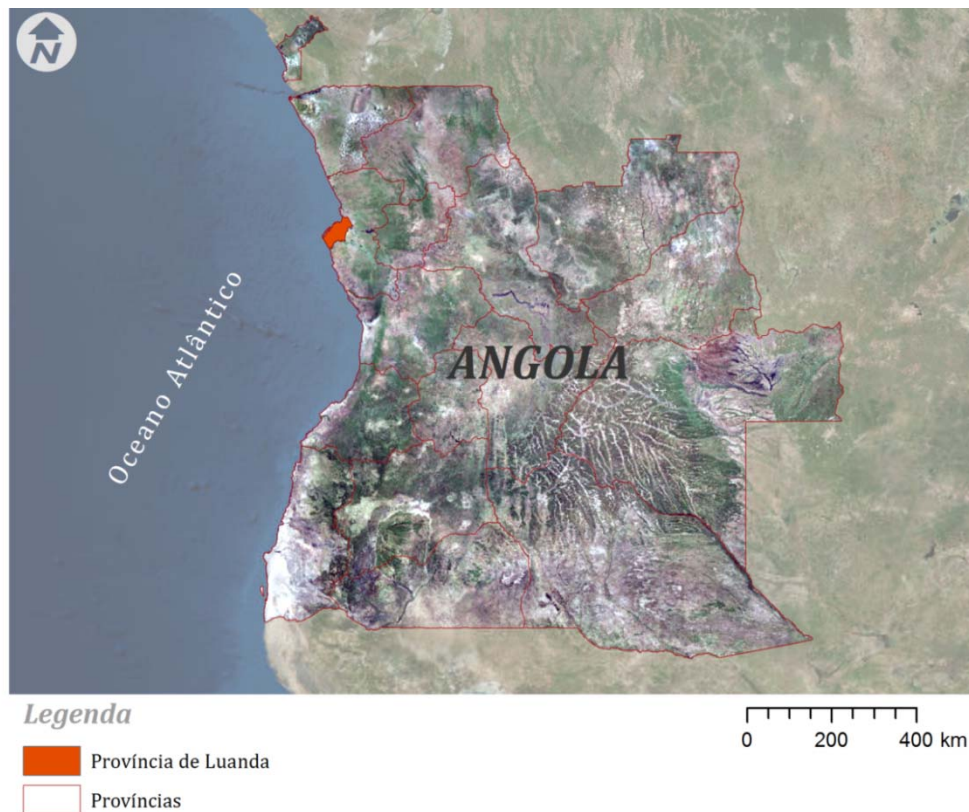 N
Oceano Atlântico
ANGOLA
Legenda
Província de Luanda
Províncias
0 200 400 km